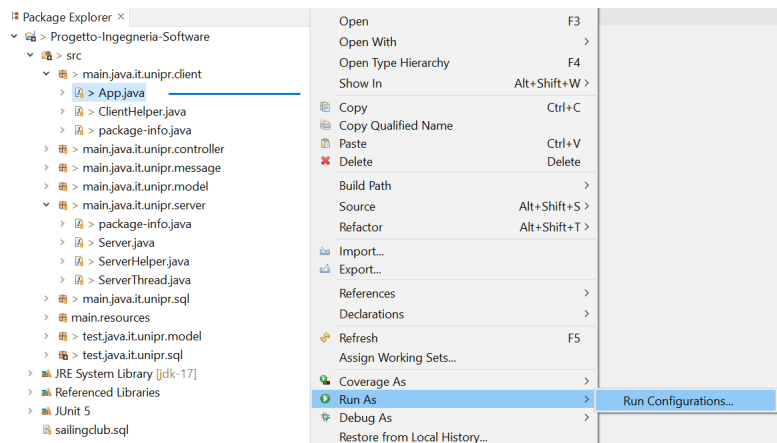 Package Explorer ×
> Progetto-Ingegneria-Software
> src
> main.java.it.unipr.client
> App.java
> ClientHelper.java
> package-info.java
> main.java.it.unipr.controller
> main.java.it.unipr.message
> main.java.it.unipr.model
> main.java.it.unipr.server
> package-info.java
> Server.java
> ServerHelper.java
> ServerThread.java
> main.java.it.unipr.sql
main.resources
> test.java.it.unipr.model
> test.java.it.unipr.sql
JRE System Library [jdk-17]
Referenced Libraries
JUnit 5
sailingclub.sql
Open F3
Open With >
Open Type Hierarchy F4
Show In Alt+Shift+W >
Copy Ctrl+C
Copy Qualified Name
Paste Ctrl+V
Delete Delete
Build Path >
Source Alt+Shift+S >
Refactor Alt+Shift+T >
Import...
Export...
References >
Declarations >
Refresh F5
Assign Working Sets...
Coverage As >
Run As >
Debug As >
Restore from Local History...
Run Configurations...